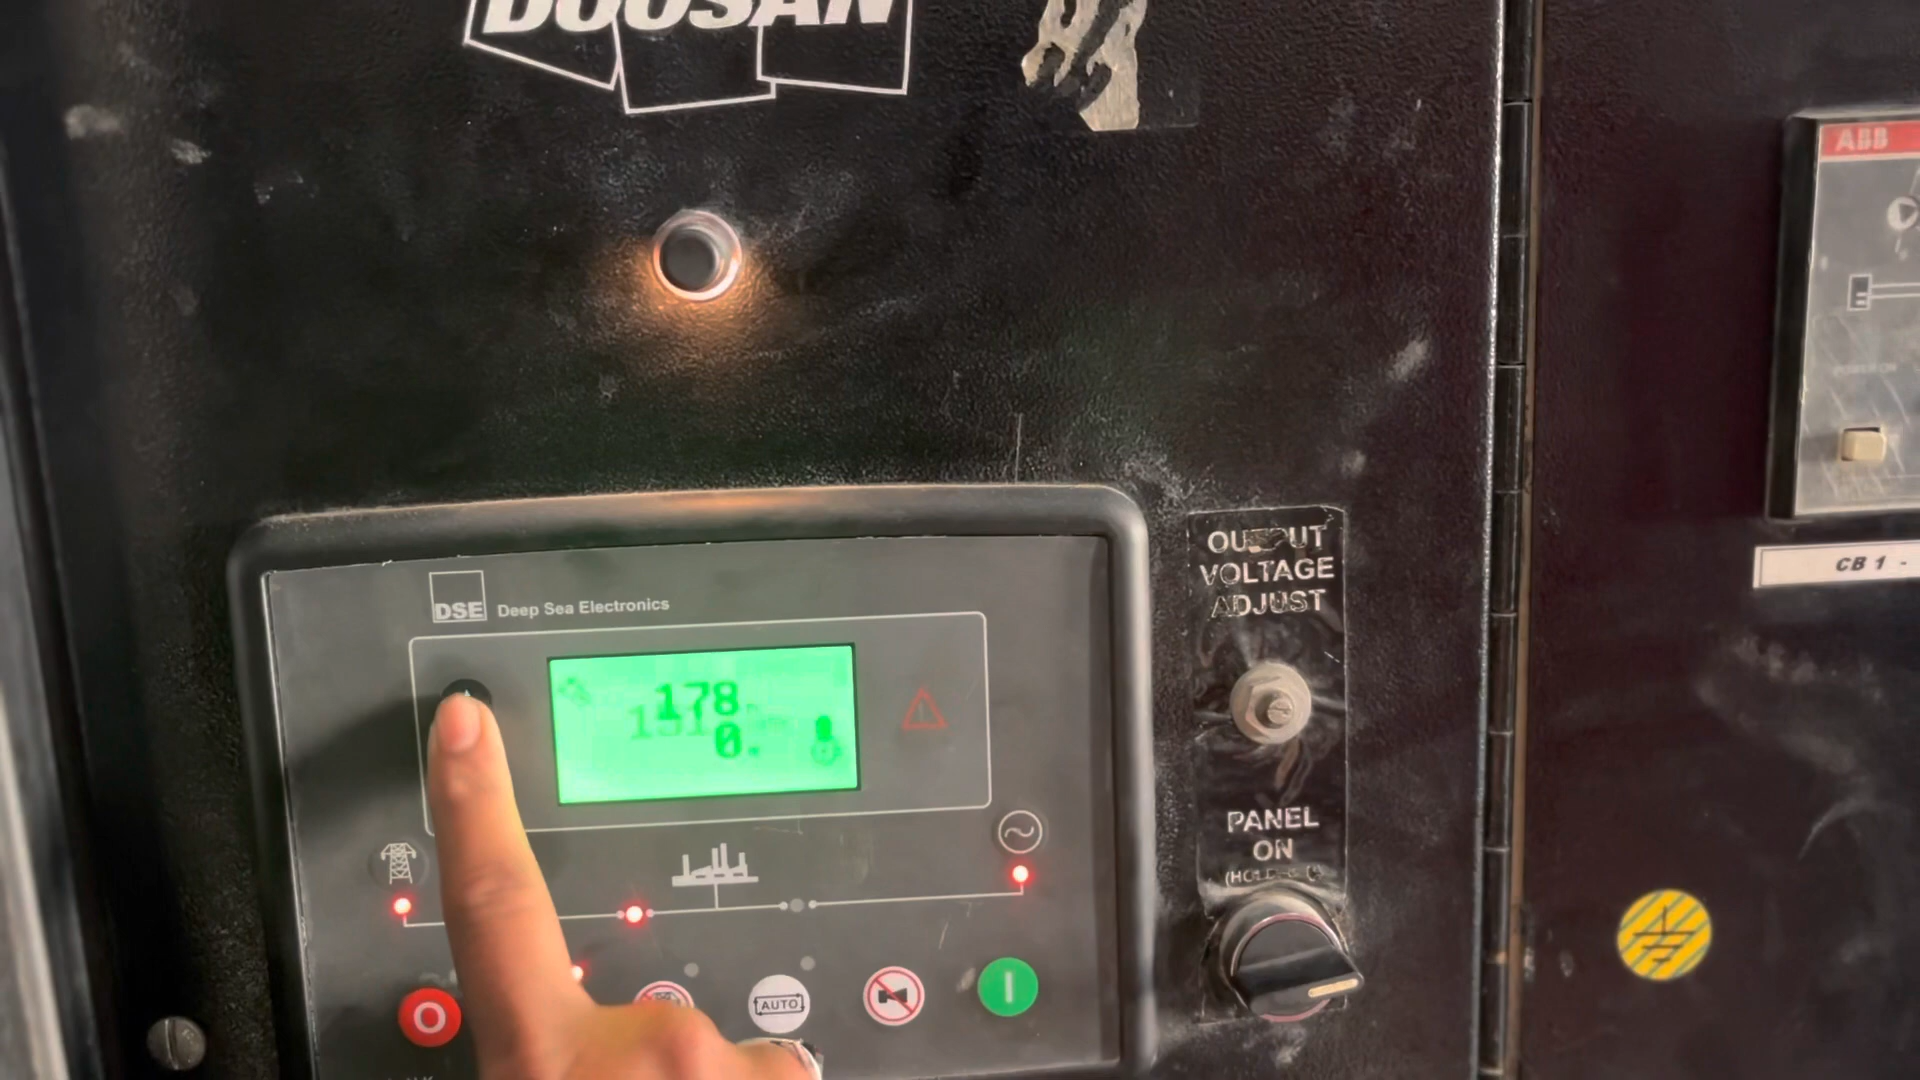 DOOSAN
ABB
OUTPUT
VOLTAGE
ADJUST
CB 1 -
DSE Deep Sea Electronics
178
0.
PANEL
ON
AUTO